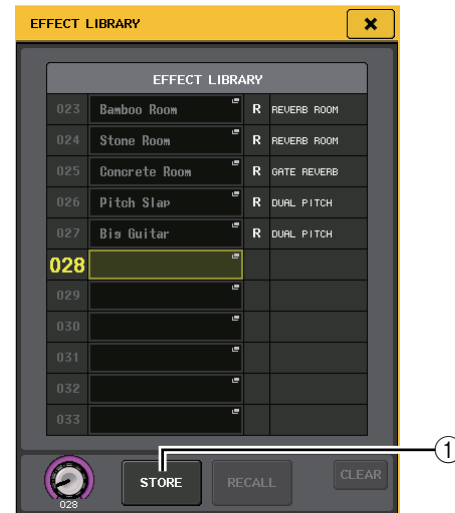 EFFECT LIBRARY
EFFECT LIBRARY
023 Bamboo Room R REVERB ROOM
024 Stone Room R REVERB ROOM
025 Concrete Room R GATE REVERB
026 Pitch Slap R DUAL PITCH
027 Big Guitar R DUAL PITCH
028
029
030
031
032
033
028 STORE RECALL CLEAR
1